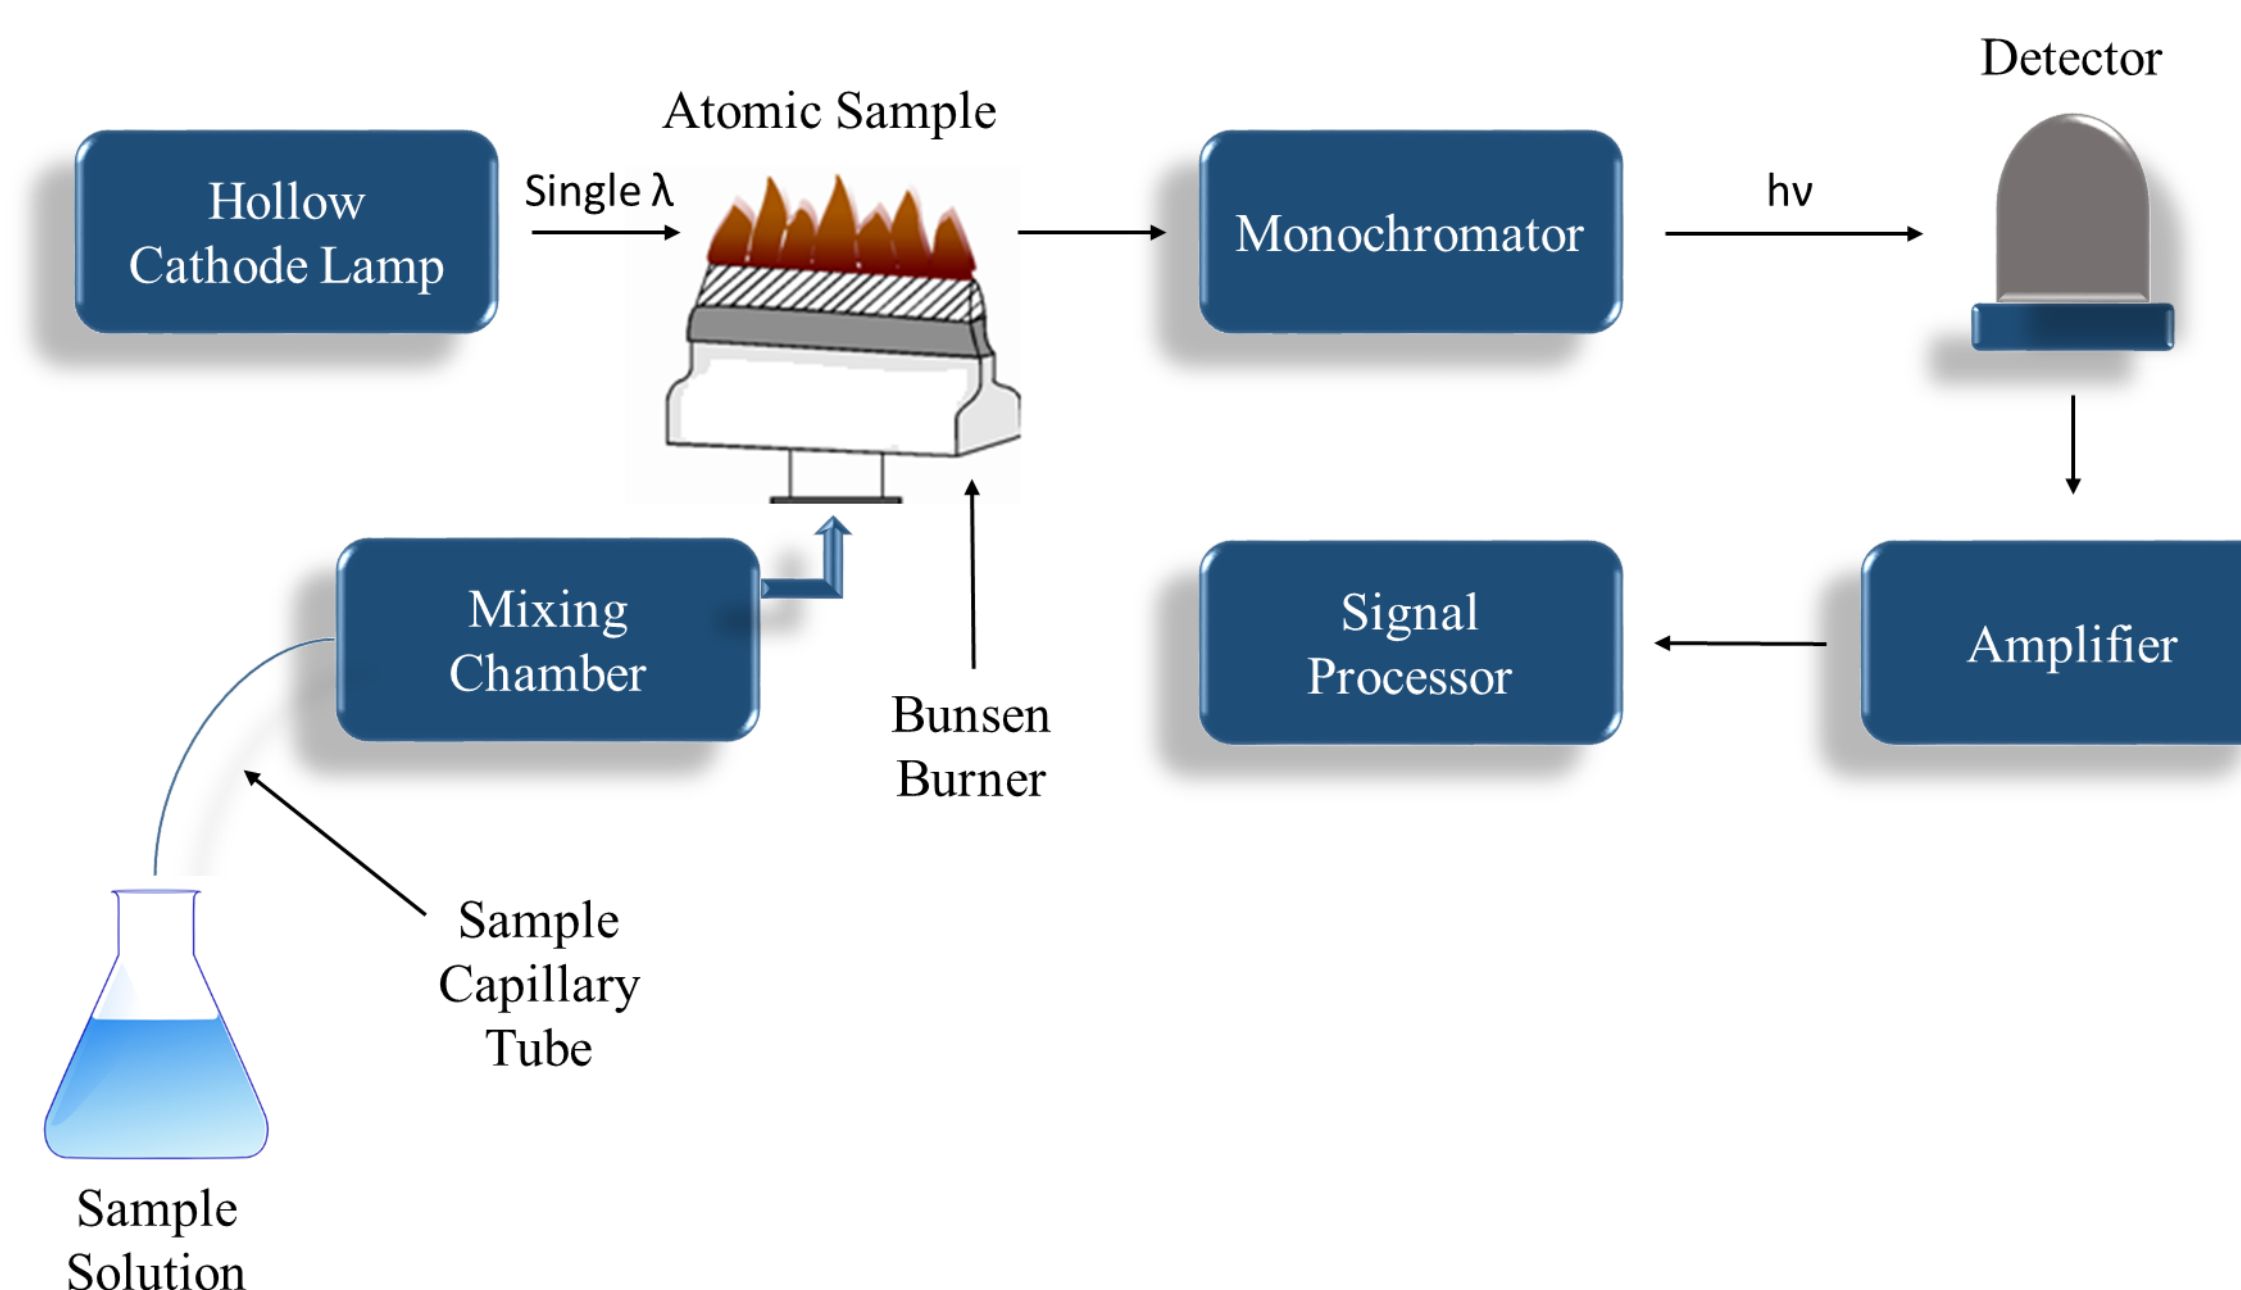 Detector
Atomic Sample
Hollow
Cathode Lamp
Single λ
Monochromator
hν
Mixing
Chamber
Signal
Processor
Amplifier
Bunsen
Burner
Sample
Capillary
Tube
Sample
Solution